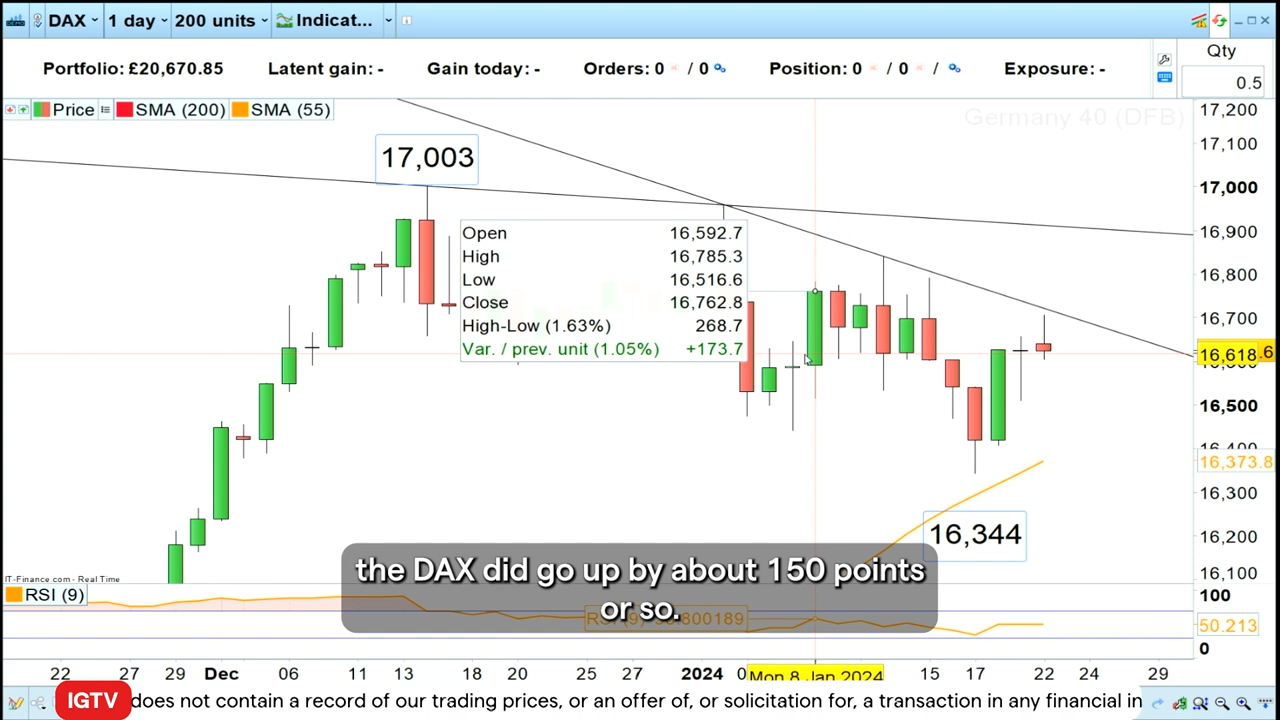 DAX 1 day 200 units Indicat...
Portfolio: £20,670.85 Latent gain: - Gain today: - Orders: 0 / 0 Position: 0 / 0 / Exposure: -
Qty
0.5
Price SMA (200) SMA (55)
Germany 40 (DFB)
17,200
17,100
17,000
16,900
16,800
16,700
16,618.6
16,500
16,400
16,373.8
16,300
16,200
16,100
17,003
Open 16,592.7
High 16,785.3
Low 16,516.6
Close 16,762.8
High-Low (1.63%) 268.7
Var. / prev. unit (1.05%) +173.7
16,344
the DAX did go up by about 150 points
or so.
IT-Finance.com - Real Time
RSI (9)
100
50.213
0
22 27 29 Dec 06 11 13 18 20 25 27 2024 Mon 8 Jan 2024 15 17 22 24 29
IGTV does not contain a record of our trading prices, or an offer of, or solicitation for, a transaction in any financial in